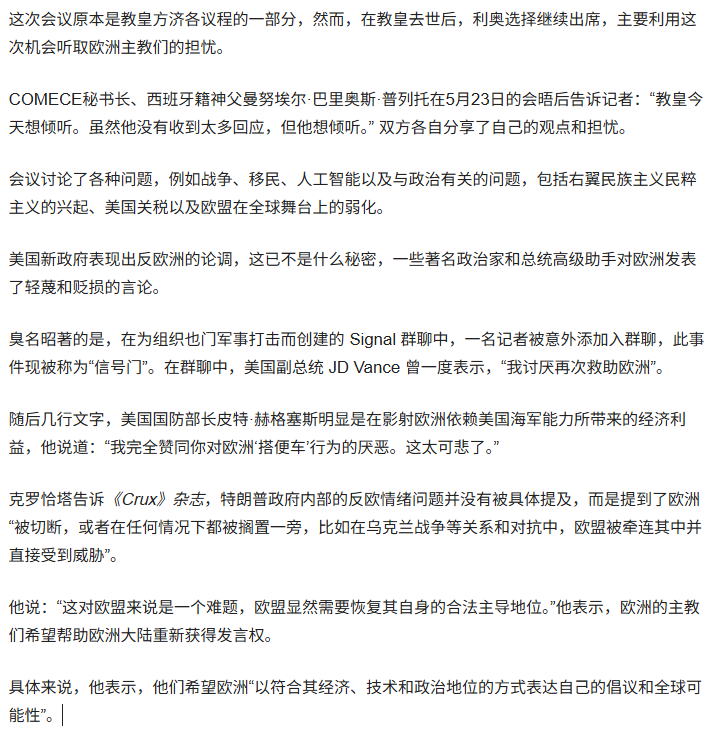 这次会议原本是教皇方济各议程的一部分，然而，在教皇去世后，利奥选择继续出席，主要利用这
次机会听取欧洲主教们的担忧。
COMECE秘书长、西班牙籍神父曼努埃尔·巴里奥斯·普列托在5月23日的会晤后告诉记者：“教皇今
天想倾听。虽然他没有收到太多回应，但他想倾听。” 双方各自分享了自己的观点和担忧。
会议讨论了各种问题，例如战争、移民、人工智能以及与政治有关的问题，包括右翼民族主义民粹
主义的兴起、美国关税以及欧盟在全球舞台上的弱化。
美国新政府表现出反欧洲的论调，这已不是什么秘密，一些著名政治家和总统高级助手对欧洲发表
了轻蔑和贬损的言论。
臭名昭著的是，在为组织也门军事打击而创建的 Signal 群聊中，一名记者被意外添加入群聊，此事
件现被称为“信号门”。在群聊中，美国副总统 JD Vance 曾一度表示，“我讨厌再次救助欧洲”。
随后几行文字，美国国防部长皮特·赫格塞斯明显是在影射欧洲依赖美国海军能力所带来的经济利
益，他说道：“我完全赞同你对欧洲‘搭便车’行为的厌恶。这太可悲了。”
克罗恰塔告诉《Crux》杂志，特朗普政府内部的反欧情绪问题并没有被具体提及，而是提到了欧洲
“被切断，或者在任何情况下都被搁置一旁，比如在乌克兰战争等关系和对抗中，欧盟被牵连其中并
直接受到威胁”。
他说：“这对欧盟来说是一个难题，欧盟显然需要恢复其自身的合法主导地位。”他表示，欧洲的主教
们希望帮助欧洲大陆重新获得发言权。
具体来说，他表示，他们希望欧洲“以符合其经济、技术和政治地位的方式表达自己的倡议和全球可
能性”。